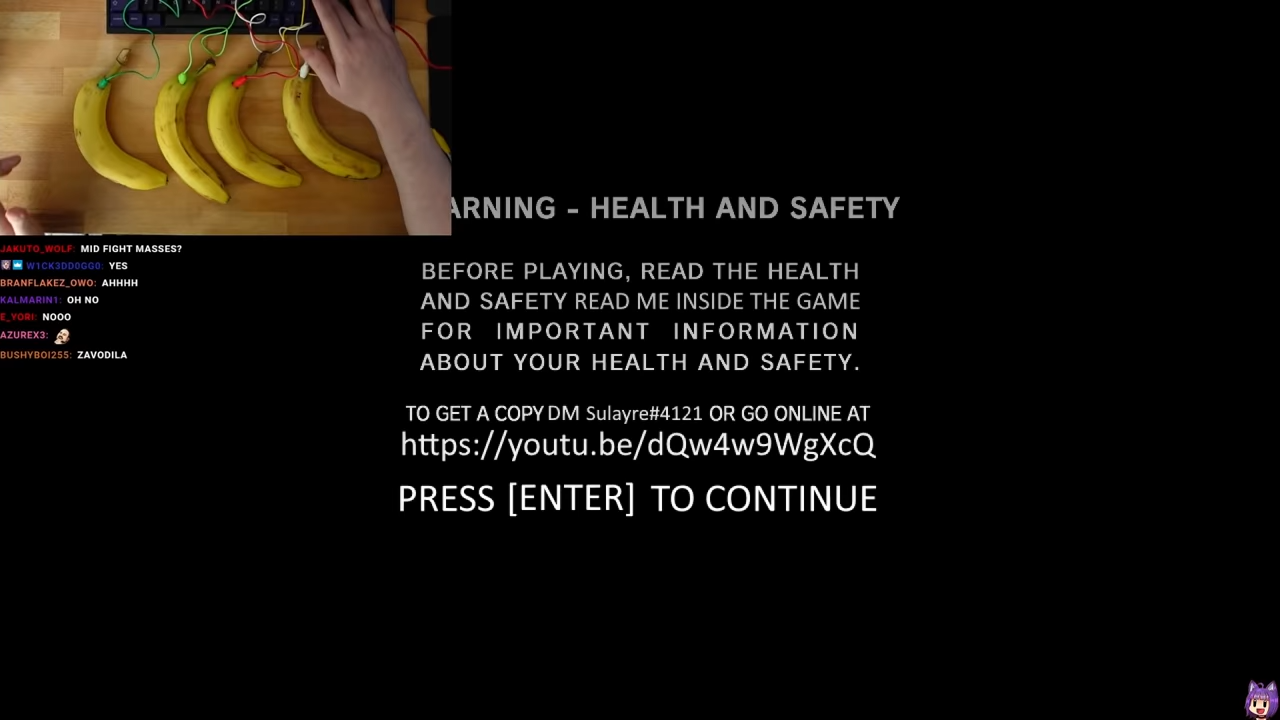 ARNING - HEALTH AND SAFETY
JAKUTO_WOLF: MID FIGHT MASSES?
W1CK3DD0GG0: YES
BRANFLAKEZ_OWO: AHHHH
KALMARIN1: OH NO
E_YORI: NOOO
AZUREX3:
BUSHYBOI255: ZAVODILA
BEFORE PLAYING, READ THE HEALTH
AND SAFETY READ ME INSIDE THE GAME
FOR IMPORTANT INFORMATION
ABOUT YOUR HEALTH AND SAFETY.
TO GET A COPY DM Sulayre#4121 OR GO ONLINE AT
https://youtu.be/dQw4w9WgXcQ
PRESS [ENTER] TO CONTINUE